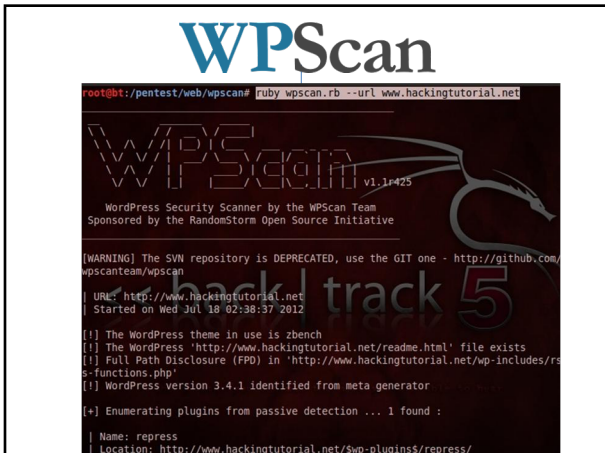 WPScan
root@bt:/pentest/web/wpscan# ruby wpscan.rb --url www.hackingtutorial.net
WPScan v1.1r425
WordPress Security Scanner by the WPScan Team
Sponsored by the RandomStorm Open Source Initiative
[WARNING] The SVN repository is DEPRECATED, use the GIT one - http://github.com/
wpscanteam/wpscan
<< back | track 5
| URL: http://www.hackingtutorial.net
| Started on Wed Jul 18 02:38:37 2012
[!] The WordPress theme in use is zbench
[!] The WordPress 'http://www.hackingtutorial.net/readme.html' file exists
[!] Full Path Disclosure (FPD) in 'http://www.hackingtutorial.net/wp-includes/rs
s-functions.php'
[!] WordPress version 3.4.1 identified from meta generator
[+] Enumerating plugins from passive detection ... 1 found :
| Name: repress
| Location: http://www.hackingtutorial.net/$wp-plugins$/repress/